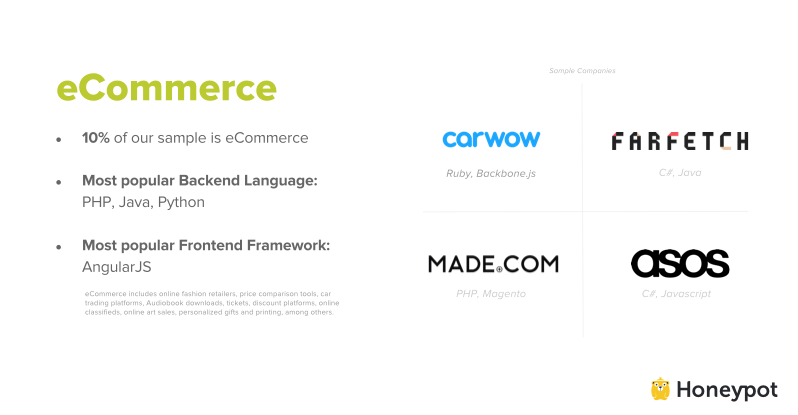 eCommerce
• 10% of our sample is eCommerce
• Most popular Backend Language:
PHP, Java, Python
• Most popular Frontend Framework:
AngularJS
eCommerce includes online fashion retailers, price comparison tools, car
trading platforms, Audiobook downloads, tickets, discount platforms, online
classifieds, online art sales, personalized gifts and printing, among others.
Sample Companies
carwow
Ruby, Backbone.js
FARFETCH
C#, Java
MADE.COM
PHP, Magento
asos
C#, Javascript
Honeypot